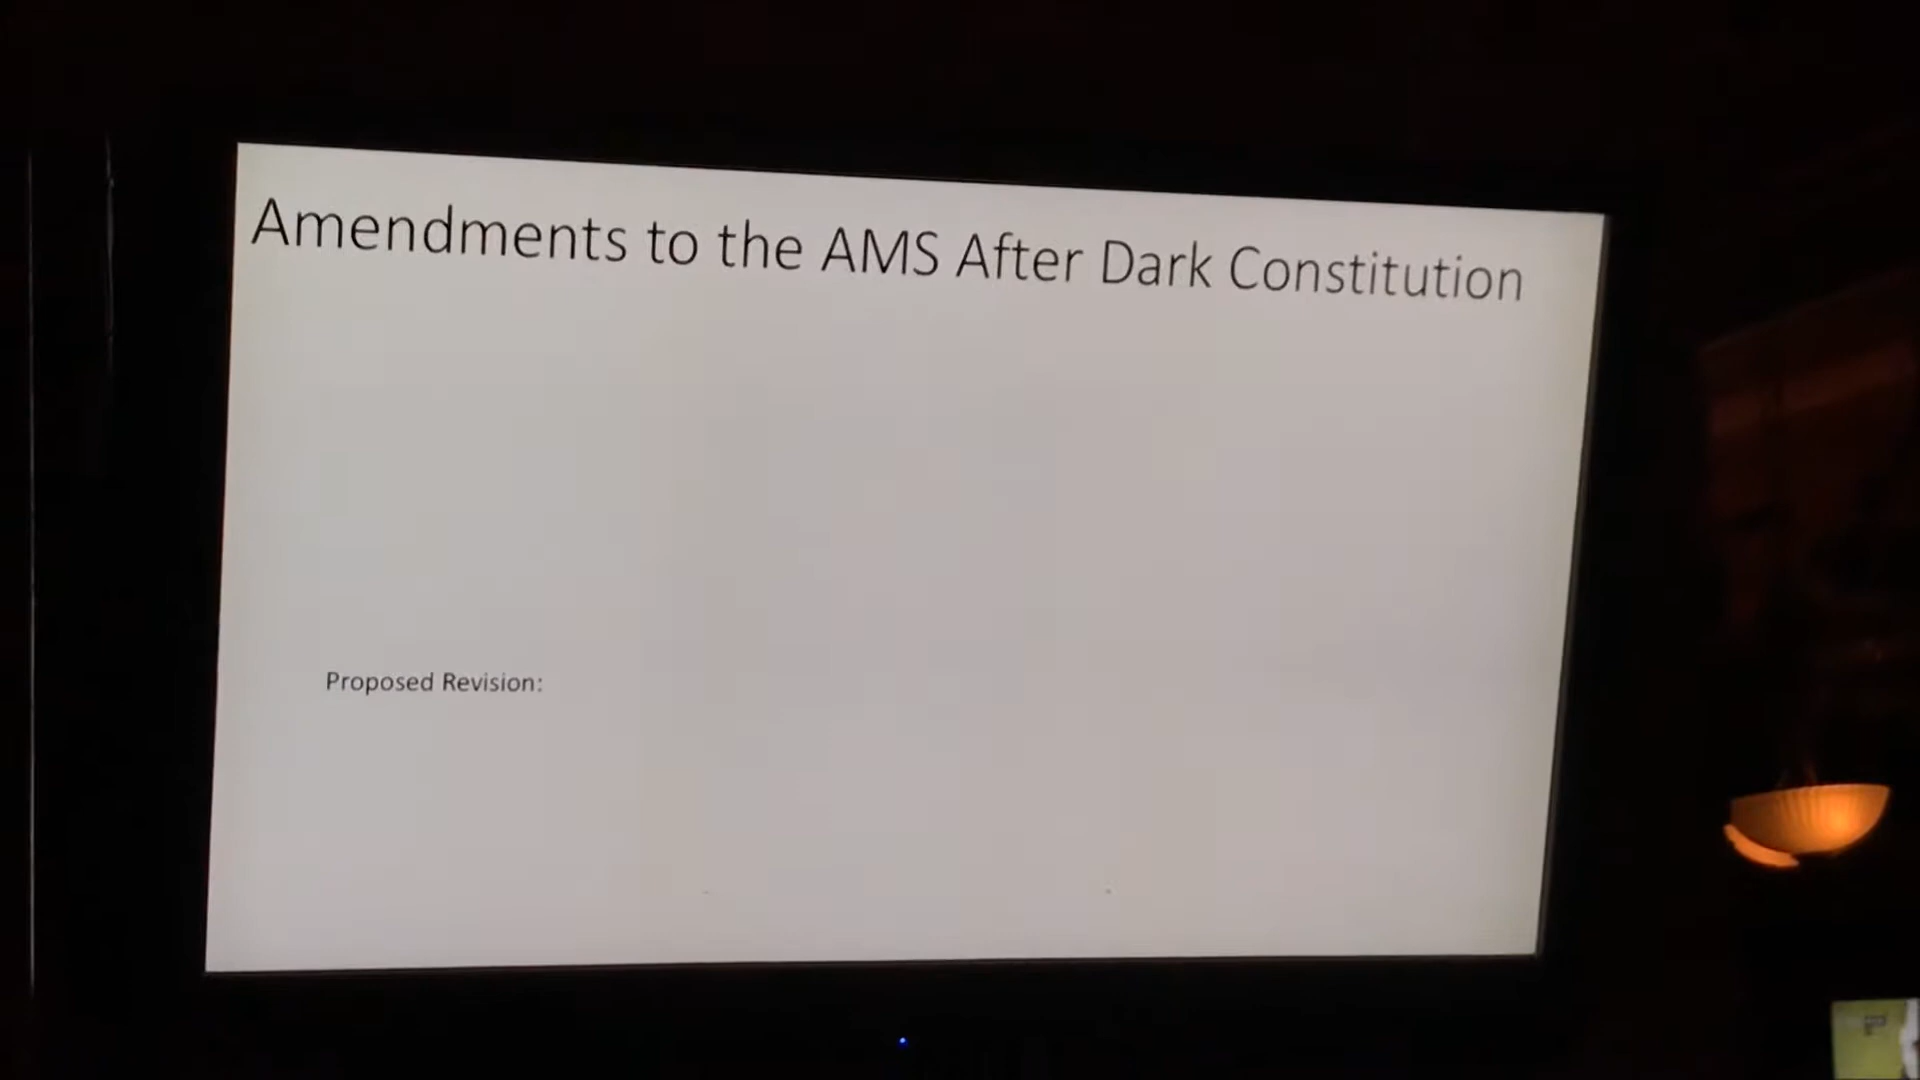 Amendments to the AMS After Dark Constitution
Proposed Revision: